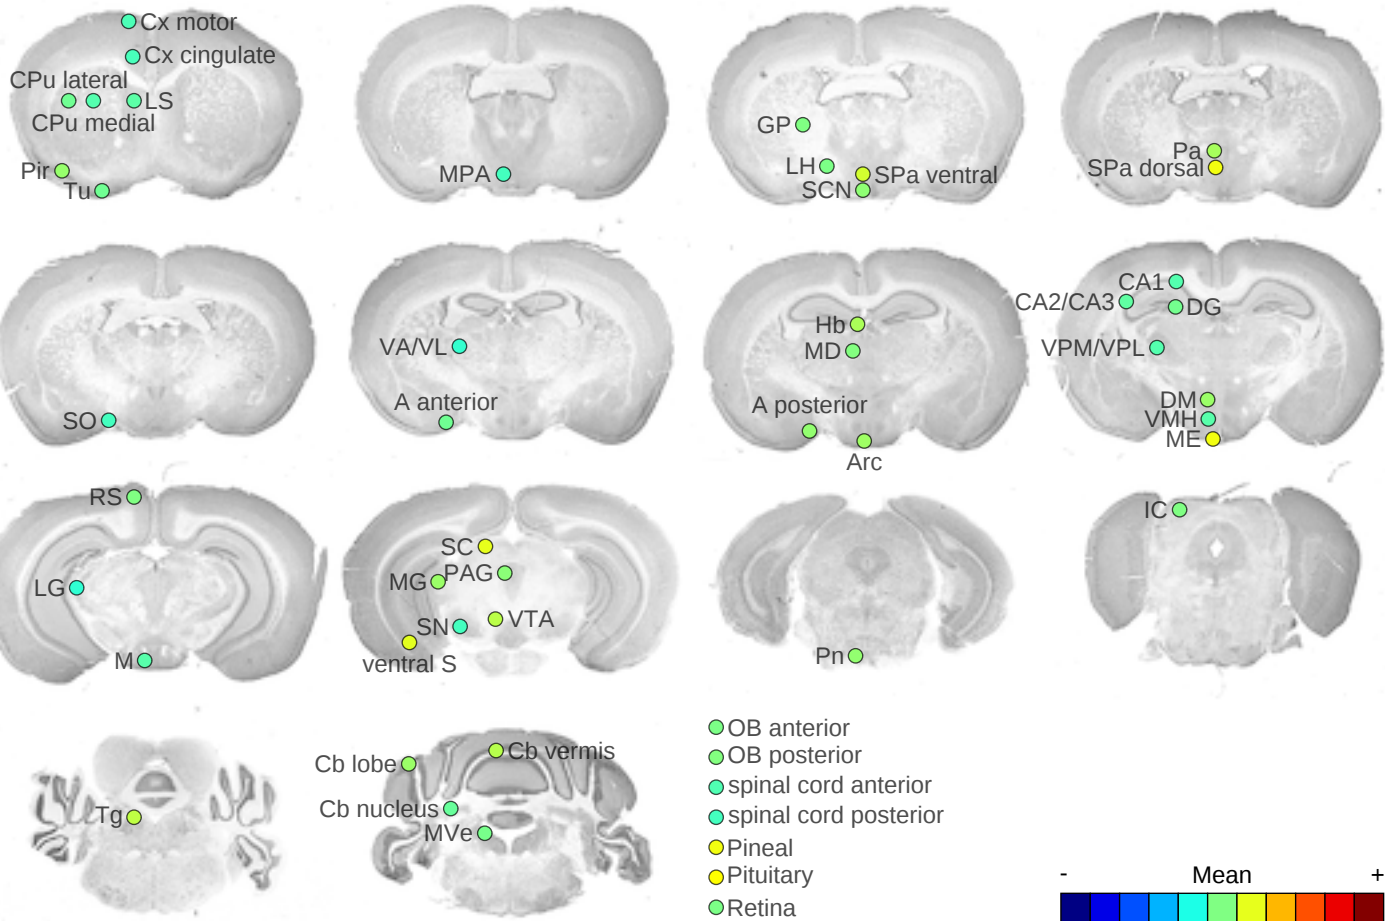 Cx motor
Cx cingulate
CPu lateral
LS
CPu medial
Pir
Tu
MPA
GP
LH
SPa ventral
SCN
Pa
SPa dorsal
SO
VA/VL
A anterior
Hb
MD
A posterior
Arc
CA1
CA2/CA3
DG
VPM/VPL
DM
VMH
ME
RS
LG
M
SC
MG
PAG
SN
VTA
ventral S
Pn
IC
Tg
Cb lobe
Cb vermis
Cb nucleus
MVe
OB anterior
OB posterior
spinal cord anterior
spinal cord posterior
Pineal
Pituitary
Retina
- Mean +